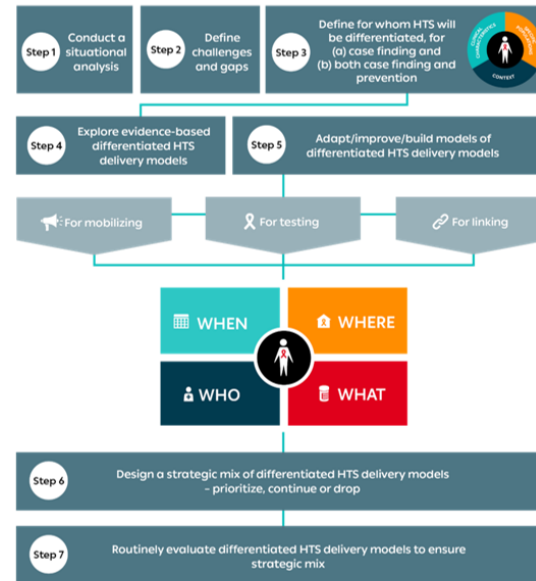 Step 1
Conduct a
situational
analysis
Step 2
Define
challenges
and gaps
Step 3
Define for whom HTS will
be differentiated, for
(a) case finding and
(b) both case finding and
prevention
CLINICAL
CHARACTERISTICS
SPECIFIC
POPULATIONS
CONTEXT
Step 4
Explore evidence-based
differentiated HTS
delivery models
Step 5
Adapt/improve/build models of
differentiated HTS delivery models
For mobilizing
For testing
For linking
WHEN
WHERE
WHO
WHAT
Step 6
Design a strategic mix of differentiated HTS delivery models
– prioritize, continue or drop
Step 7
Routinely evaluate differentiated HTS delivery models to ensure
strategic mix